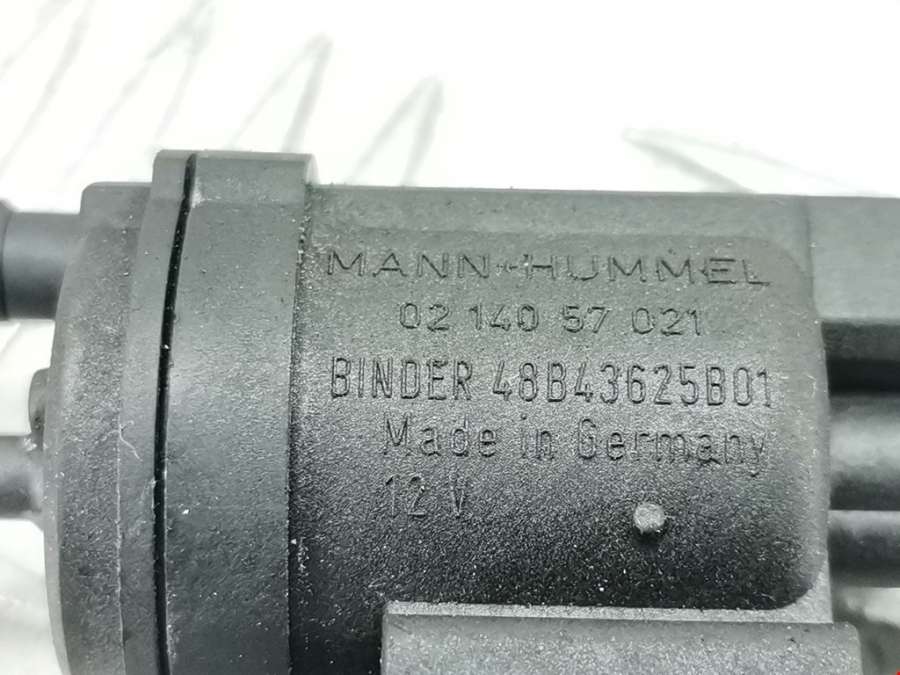 MANN+HUMMEL
02 140 57 021
BINDER 48B43625B01
Made in Germany
12 V